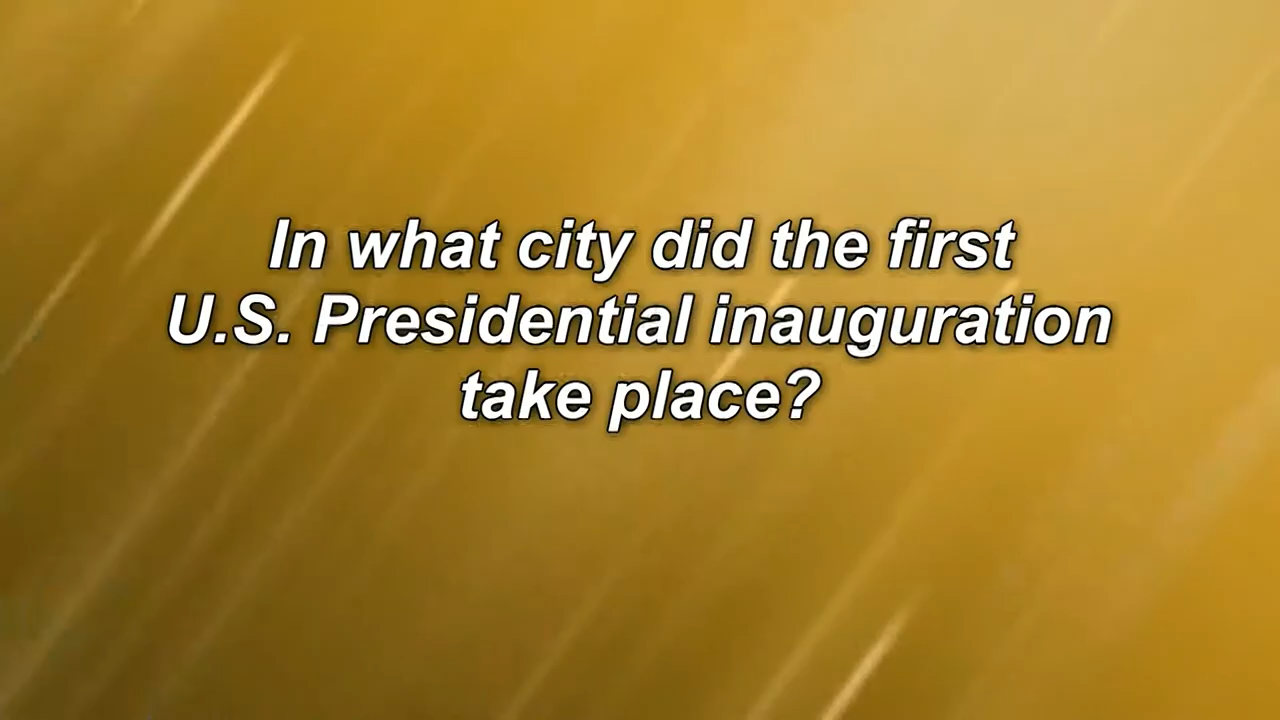 In what city did the first
U.S. Presidential inauguration
take place?